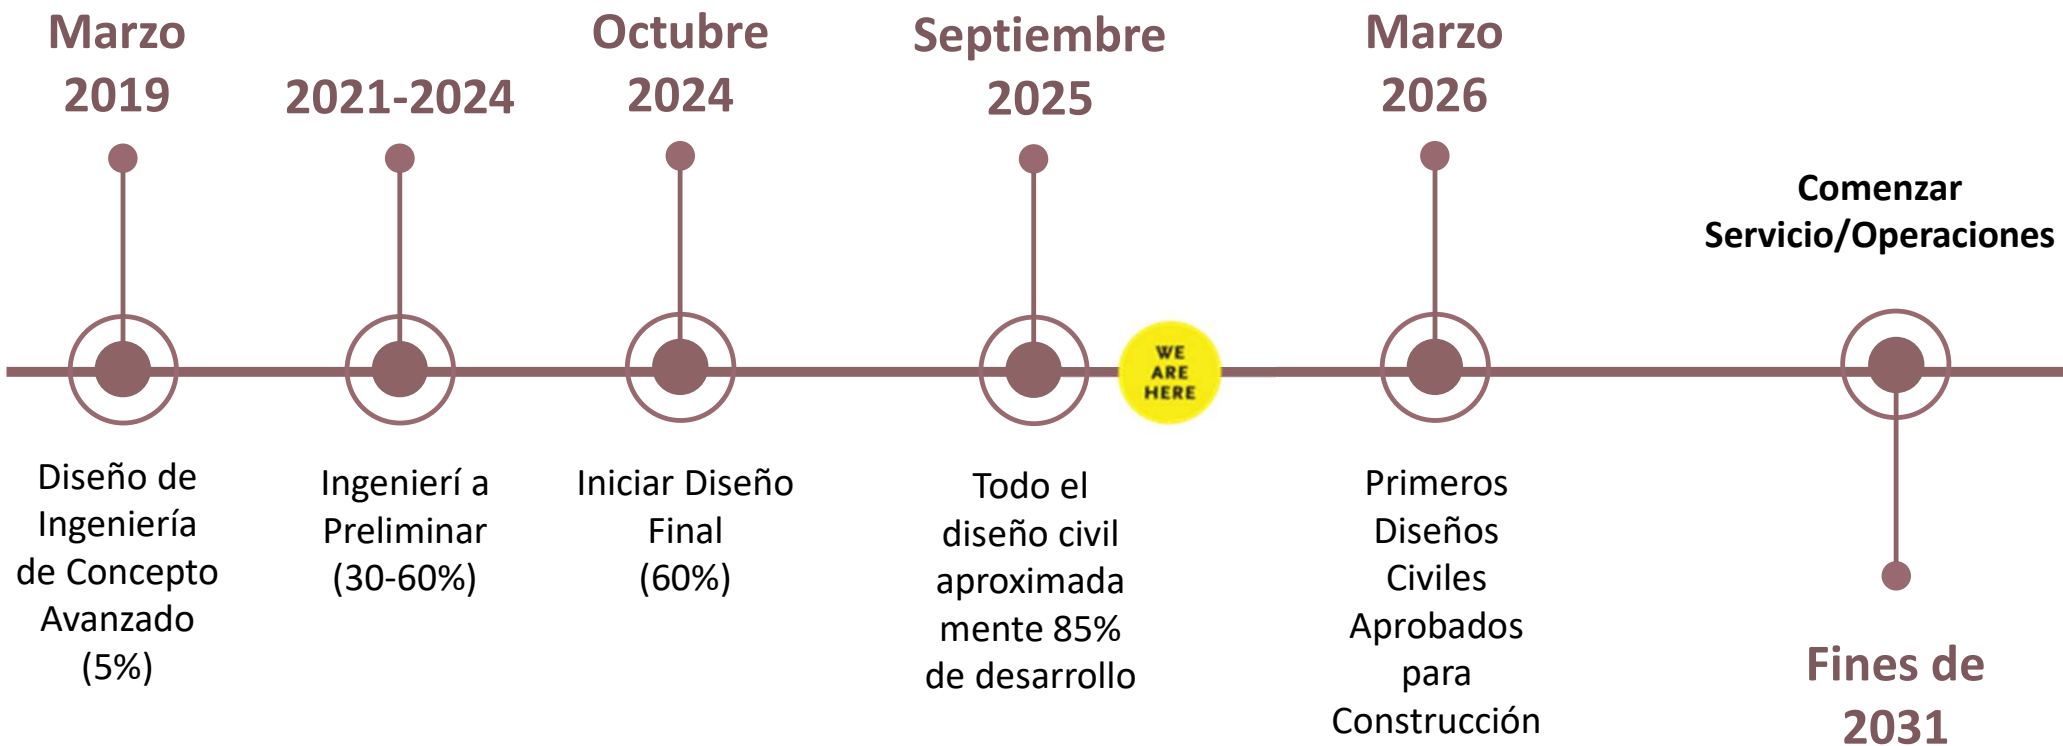 Marzo
2019
2021-2024
Octubre
2024
Septiembre
2025
Marzo
2026
Comenzar
Servicio/Operaciones
WE
ARE
HERE
Diseño de
Ingeniería
de Concepto
Avanzado
(5%)
Ingenierí a
Preliminar
(30-60%)
Iniciar Diseño
Final
(60%)
Todo el
diseño civil
aproximada
mente 85%
de desarrollo
Primeros
Diseños
Civiles
Aprobados
para
Construcción
Fines de
2031